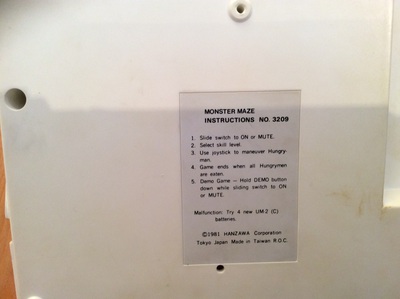 MONSTER MAZE
INSTRUCTIONS NO. 3209
1. Slide switch to ON or MUTE.
2. Select skill level.
3. Use joystick to maneuver Hungry-
men.
4. Game ends when all Hungrymen
are eaten.
5. Demo Game – Hold DEMO button
down while sliding switch to ON
or MUTE.
Malfunction: Try 4 new UM-2 (C)
batteries.
©1981 HANZAWA Corporation
Tokyo Japan Made in Taiwan R.O.C.